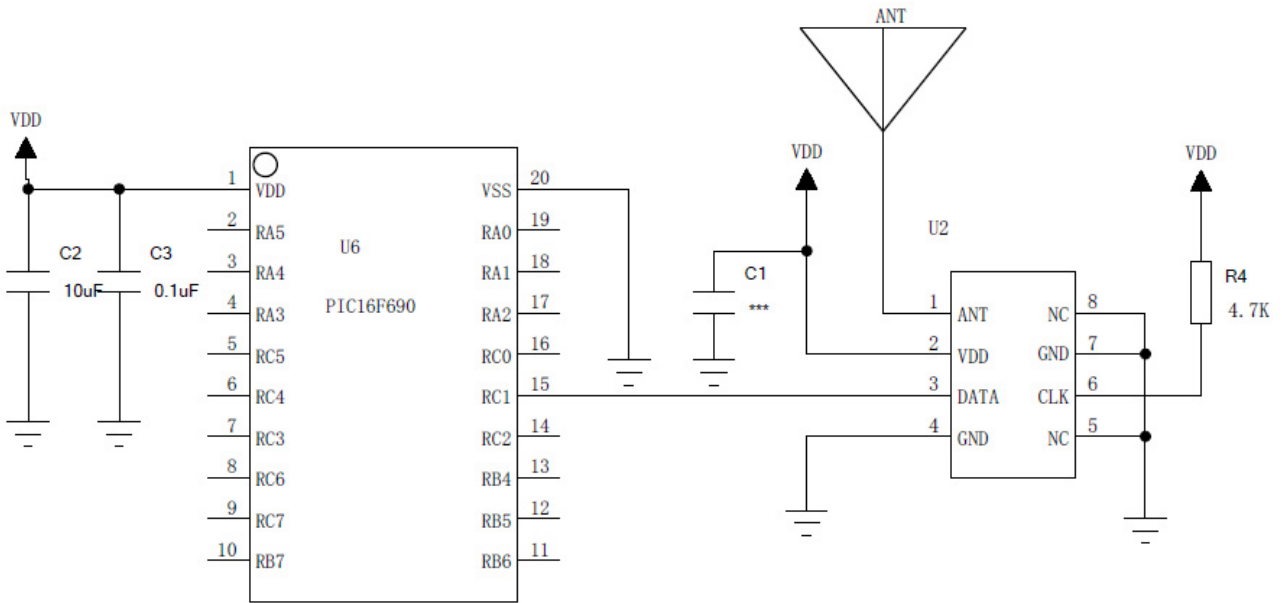 ANT
VDD
VDD
VDD
1 VDD VSS 20
2 RA5 RA0 19
3 RA4 RA1 18
4 RA3 RA2 17
5 RC5 RC0 16
6 RC4 RC1 15
7 RC3 RC2 14
8 RC6 RB4 13
9 RC7 RB5 12
10 RB7 RB6 11
U6
PIC16F690
C2
10uF
C3
0.1uF
C1
***
U2
1 ANT NC 8
2 VDD GND 7
3 DATA CLK 6
4 GND NC 5
R4
4.7K